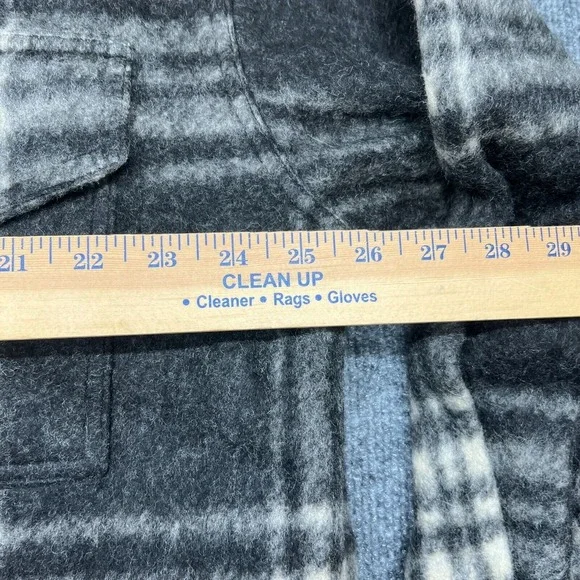 21 22 23 24 25 26 27 28 29
CLEAN UP
• Cleaner • Rags • Gloves